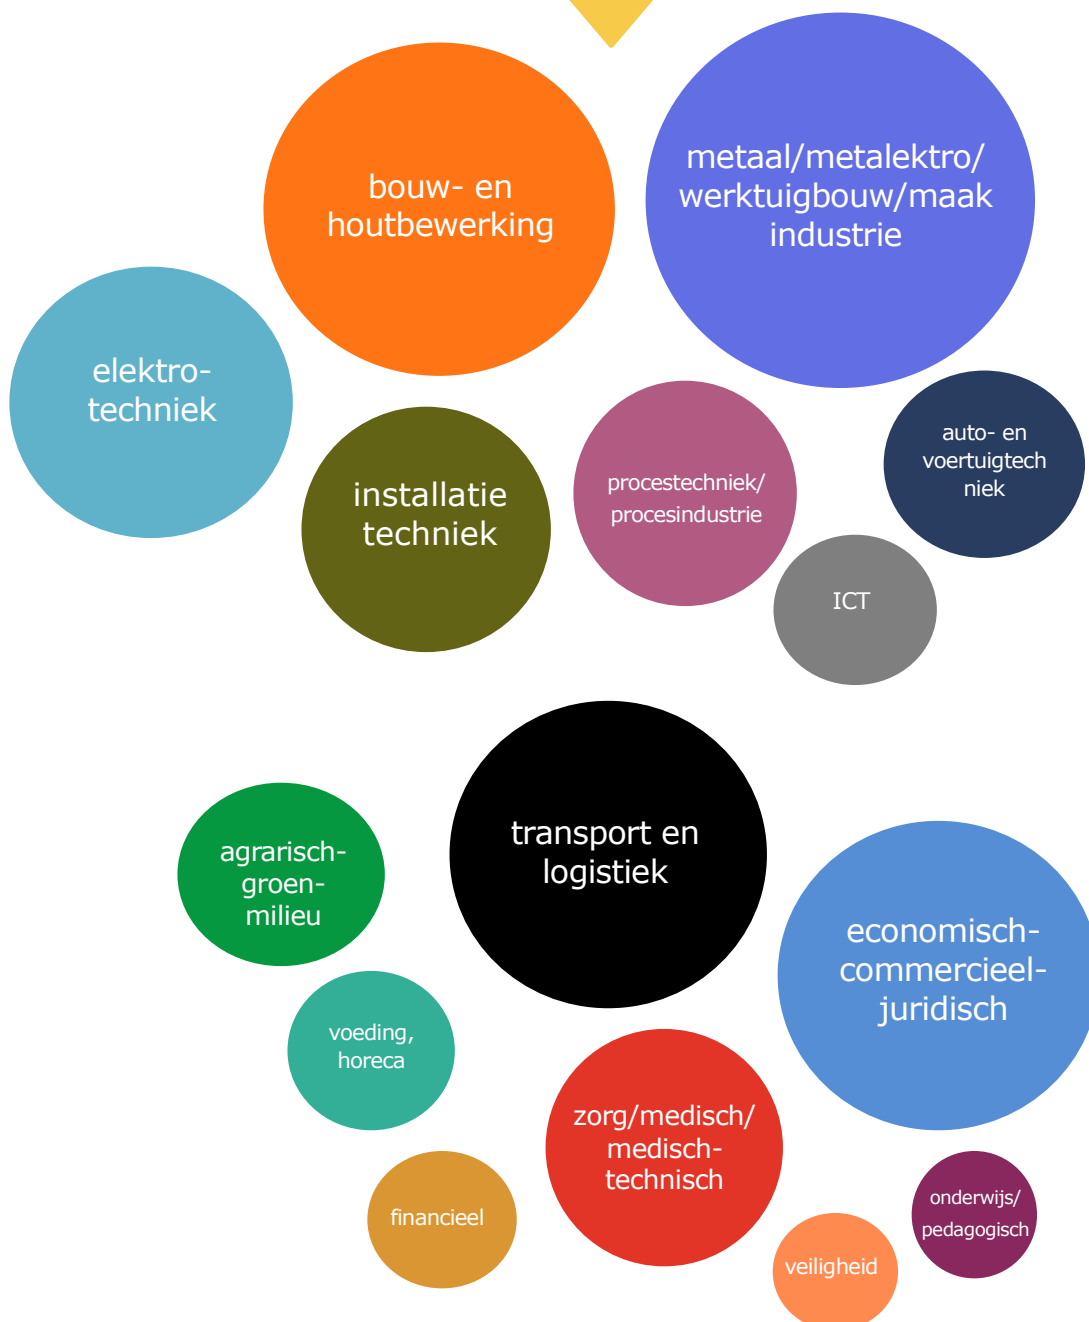 bouw- en
houtbewerking
metaal/metalektro/
werktuigbouw/maak
industrie
elektro-
techniek
installatie
techniek
procestechniek/
procesindustrie
auto- en
voertuigtech
niek
ICT
transport en
logistiek
agrarisch-
groen-
milieu
economisch-
commercieel-
juridisch
voeding,
horeca
zorg/medisch/
medisch-
technisch
financieel
onderwijs/
pedagogisch
veiligheid